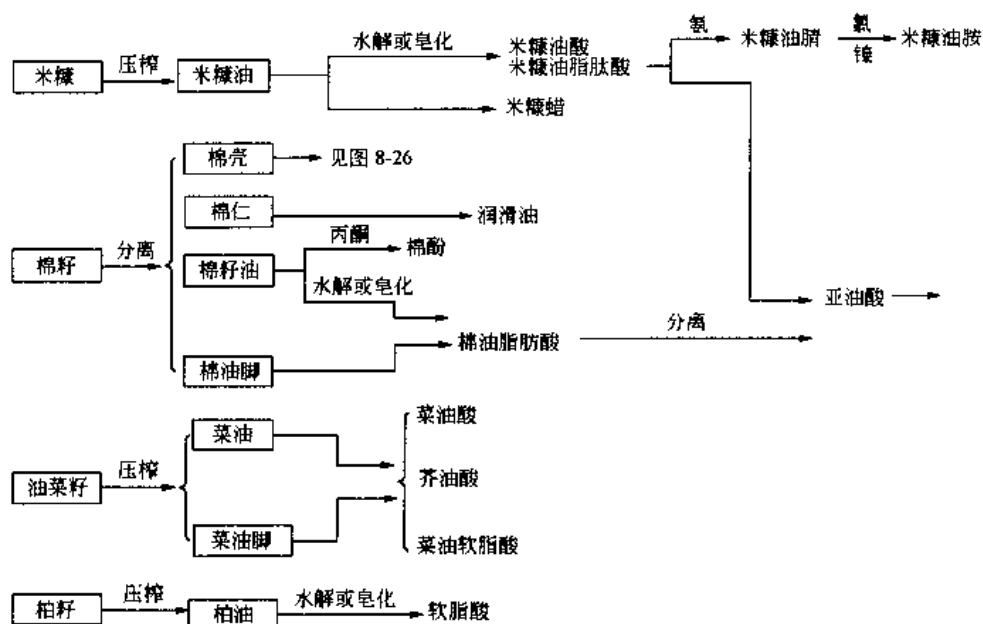 米糠
压榨
米糠油
水解或皂化
米糠油酸
米糠油脂肽酸
氨
米糠油腈
氯
镍
米糠油胺
米糠蜡
棉籽
分离
棉壳
见图 8-26
棉仁
润滑油
棉籽油
丙酮
棉酚
水解或皂化
棉油脚
棉油脂肪酸
分离
亚油酸
油菜籽
压榨
菜油
菜油脚
菜油酸
芥油酸
菜油软脂酸
柏籽
压榨
柏油
水解或皂化
软脂酸